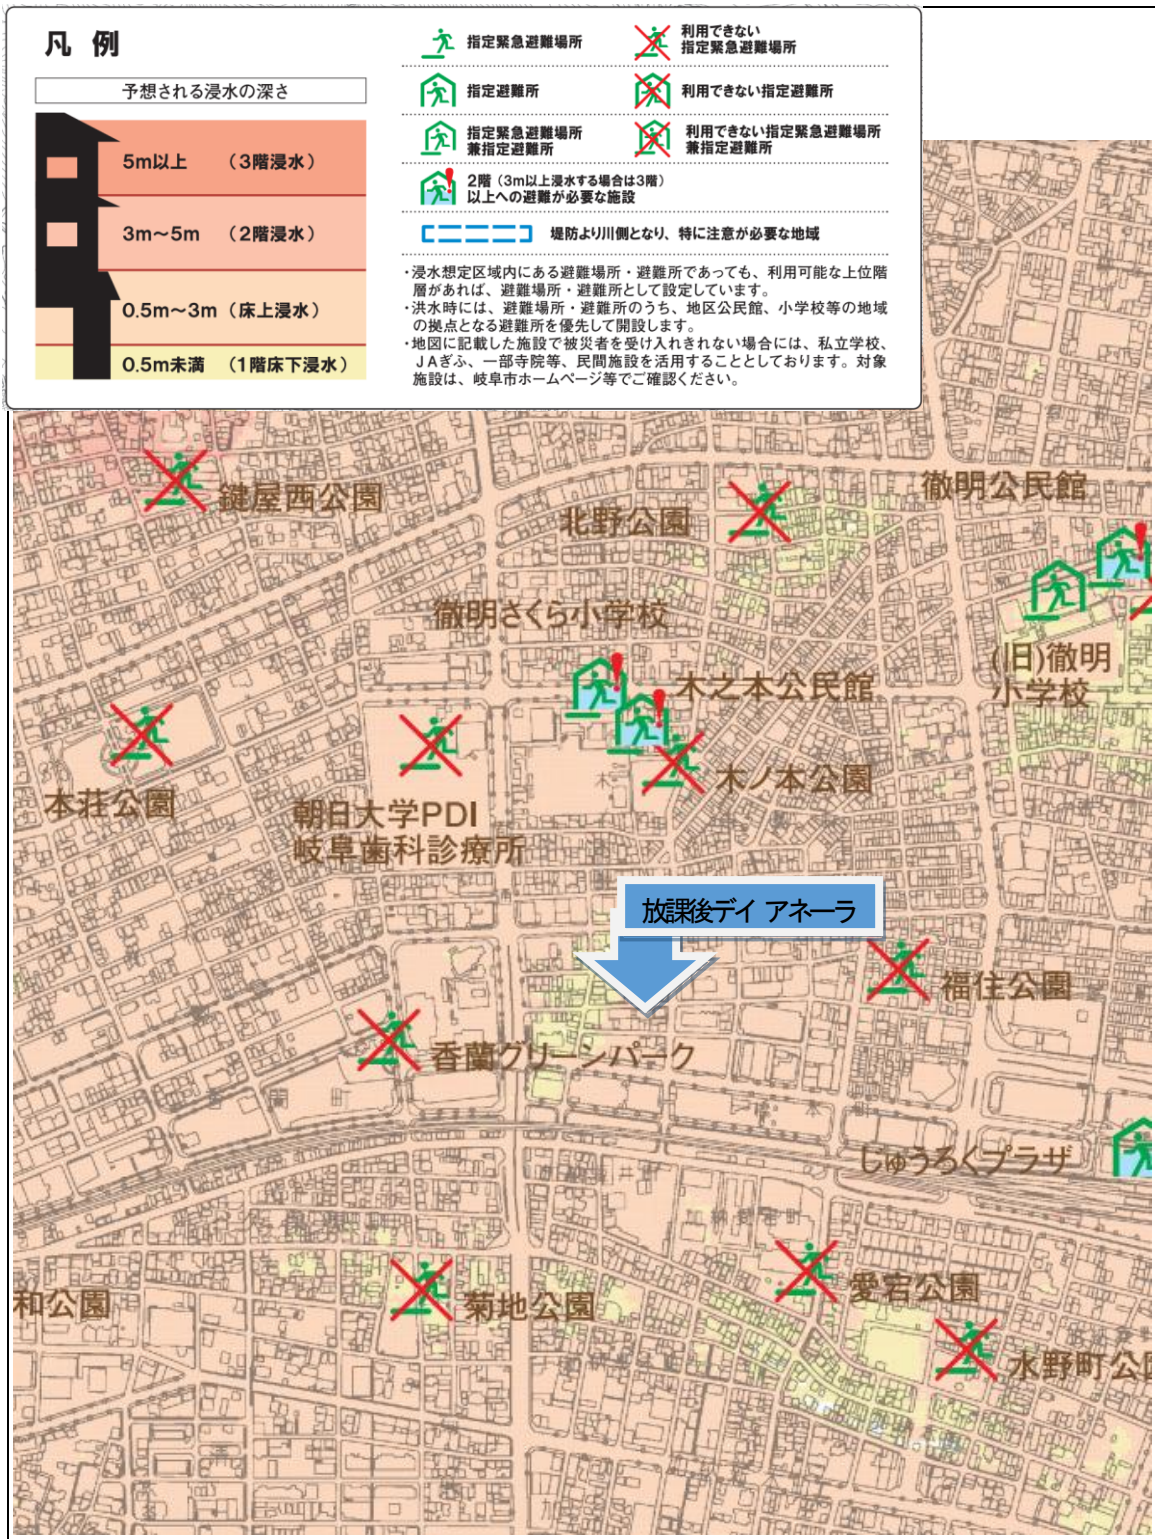 凡 例
予想される浸水の深さ
5m以上 （3階浸水）
3m～5m （2階浸水）
0.5m～3m （床上浸水）
0.5m未満 （1階床下浸水）
指定緊急避難場所
利用できない
指定緊急避難場所
指定避難所
利用できない指定避難所
指定緊急避難場所
兼指定避難所
利用できない指定緊急避難場所
兼指定避難所
2階（3m以上浸水する場合は3階）
以上への避難が必要な施設
堤防より川側となり、特に注意が必要な地域
・浸水想定区域内にある避難場所・避難所であっても、利用可能な上位階
層があれば、避難場所・避難所として設定しています。
・洪水時には、避難場所・避難所のうち、地区公民館、小学校等の地域
の拠点となる避難所を優先して開設します。
・地図に記載した施設で被災者を受け入れきれない場合には、私立学校、
ＪＡぎふ、一部寺院等、民間施設を活用することとしております。対象
施設は、岐阜市ホームページ等でご確認ください。
鍵屋西公園
北野公園
徹明公民館
徹明さくら小学校
(旧)徹明
小学校
木之本公民館
木ノ本公園
本荘公園
朝日大学PDI
岐阜歯科診療所
放課後デイ アネーラ
福住公園
香蘭グリーンパーク
じゅうろくプラザ
和公園
菊地公園
愛宕公園
水野町公園